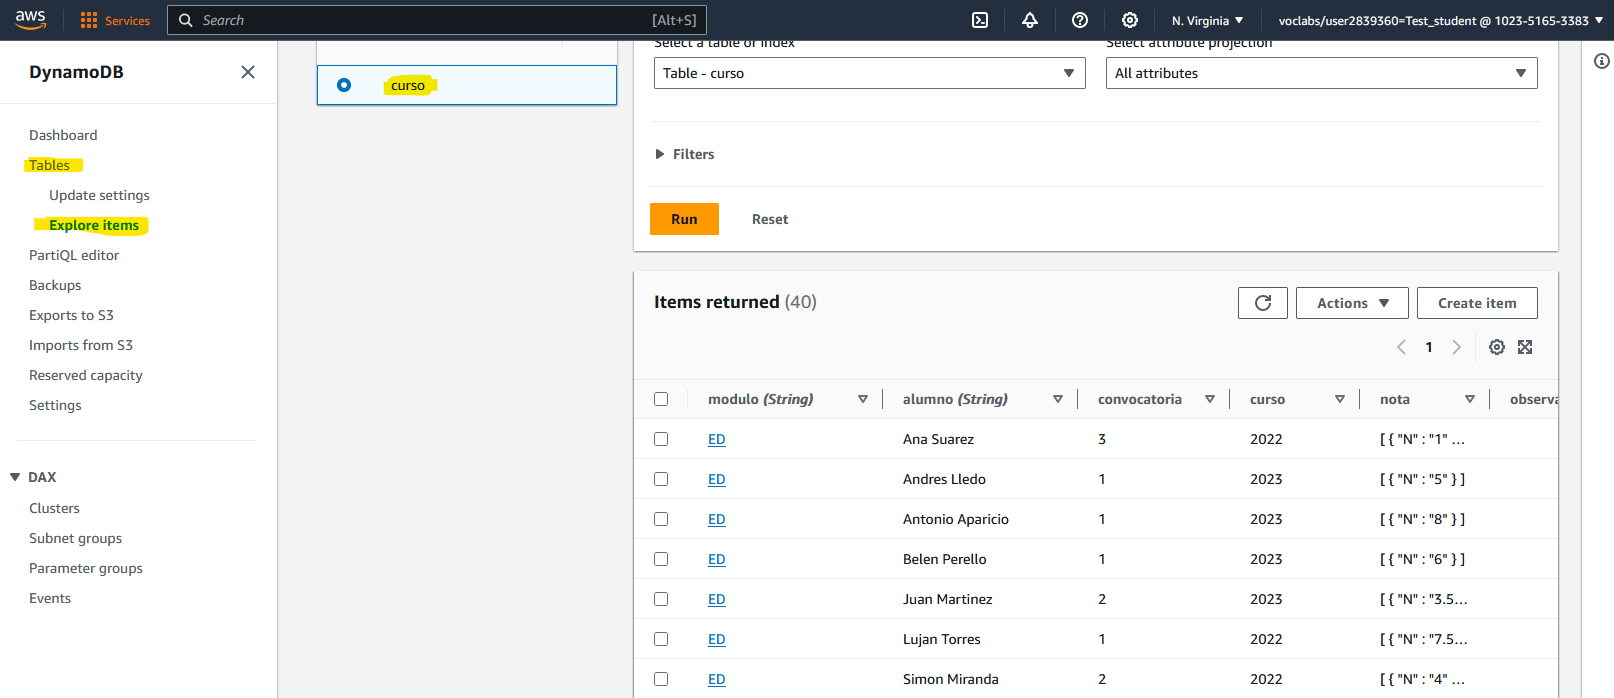 aws Services Search [Alt+S] N. Virginia voclabs/user2839360=Test_student @ 1023-5165-3383
DynamoDB
Dashboard
Tables
Update settings
Explore items
PartiQL editor
Backups
Exports to S3
Imports from S3
Reserved capacity
Settings
DAX
Clusters
Subnet groups
Parameter groups
Events
curso
Select a table or index Select attribute projection
Table - curso All attributes
Filters
Run Reset
Items returned (40) Actions Create item
1
modulo (String) alumno (String) convocatoria curso nota observa
ED Ana Suarez 3 2022 [ { "N" : "1" ...
ED Andres Lledo 1 2023 [ { "N" : "5" } ]
ED Antonio Aparicio 1 2023 [ { "N" : "8" } ]
ED Belen Perello 1 2023 [ { "N" : "6" } ]
ED Juan Martinez 2 2023 [ { "N" : "3.5...
ED Lujan Torres 1 2022 [ { "N" : "7.5...
ED Simon Miranda 2 2022 [ { "N" : "4" ...